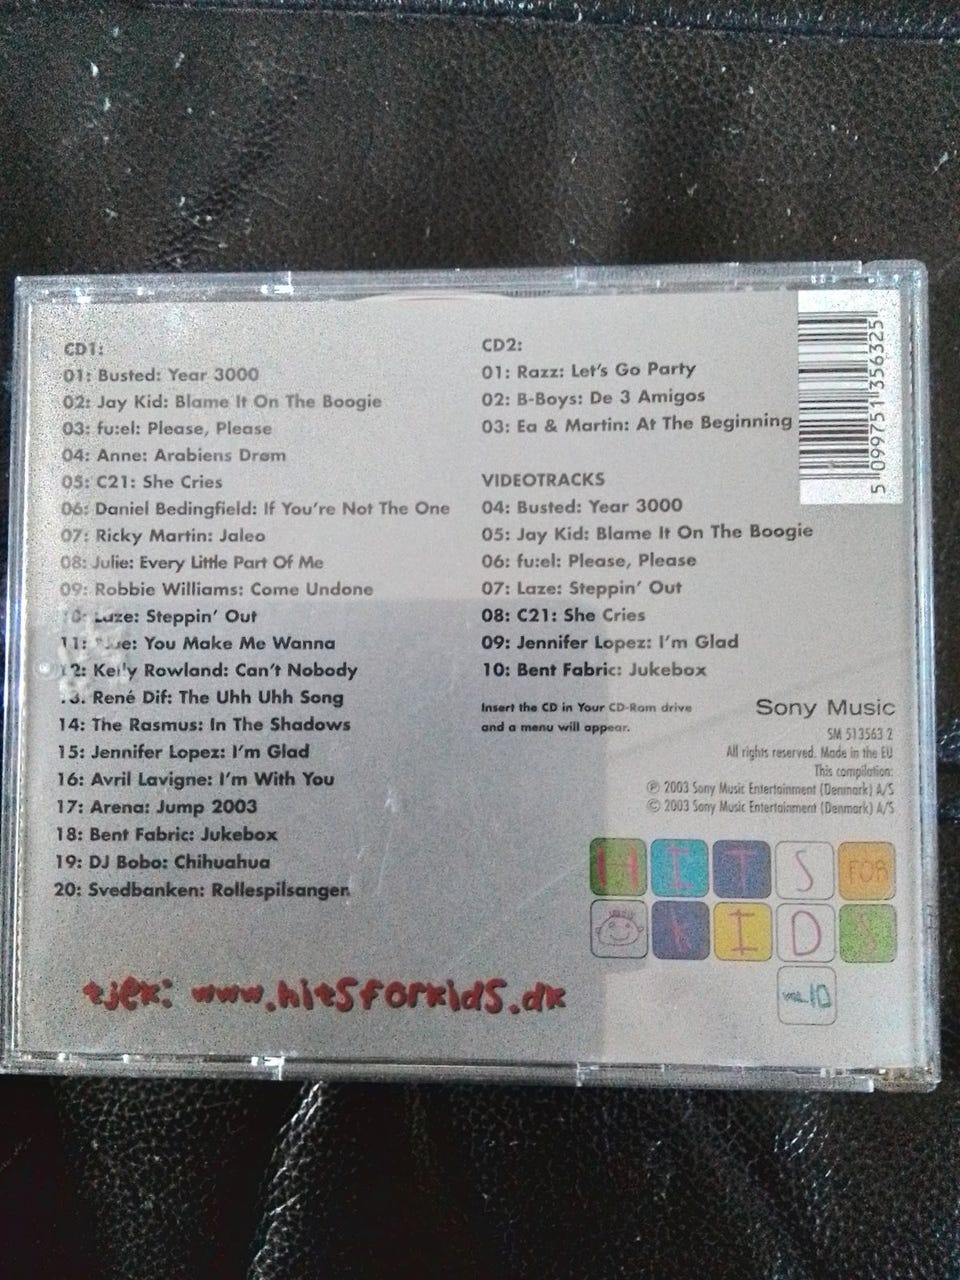 CD1:
01: Busted: Year 3000
02: Jay Kid: Blame It On The Boogie
03: fu:el: Please, Please
04: Anne: Arabiens Drøm
05: C21: She Cries
06: Daniel Bedingfield: If You're Not The One
07: Ricky Martin: Jaleo
08: Julie: Every Little Part Of Me
09: Robbie Williams: Come Undone
10: Laze: Steppin' Out
11: Blue: You Make Me Wanna
12: Kelly Rowland: Can't Nobody
13. René Dif: The Uhh Uhh Song
14: The Rasmus: In The Shadows
15: Jennifer Lopez: I'm Glad
16: Avril Lavigne: I'm With You
17: Arena: Jump 2003
18: Bent Fabric: Jukebox
19: DJ Bobo: Chihuahua
20: Svedbanken: Rollespilsangen
tjek: www.hitsforkids.dk
CD2:
01: Razz: Let's Go Party
02: B-Boys: De 3 Amigos
03: Ea & Martin: At The Beginning
VIDEOTRACKS
04: Busted: Year 3000
05: Jay Kid: Blame It On The Boogie
06: fu:el: Please, Please
07: Laze: Steppin' Out
08: C21: She Cries
09: Jennifer Lopez: I'm Glad
10: Bent Fabric: Jukebox
Insert the CD in Your CD-Rom drive
and a menu will appear.
5 099751 356325
Sony Music
SM 513563 2
All rights reserved. Made in the EU
This compilation:
℗ 2003 Sony Music Entertainment (Denmark) A/S
© 2003 Sony Music Entertainment (Denmark) A/S
HITS FOR
KIDS
VOL 10